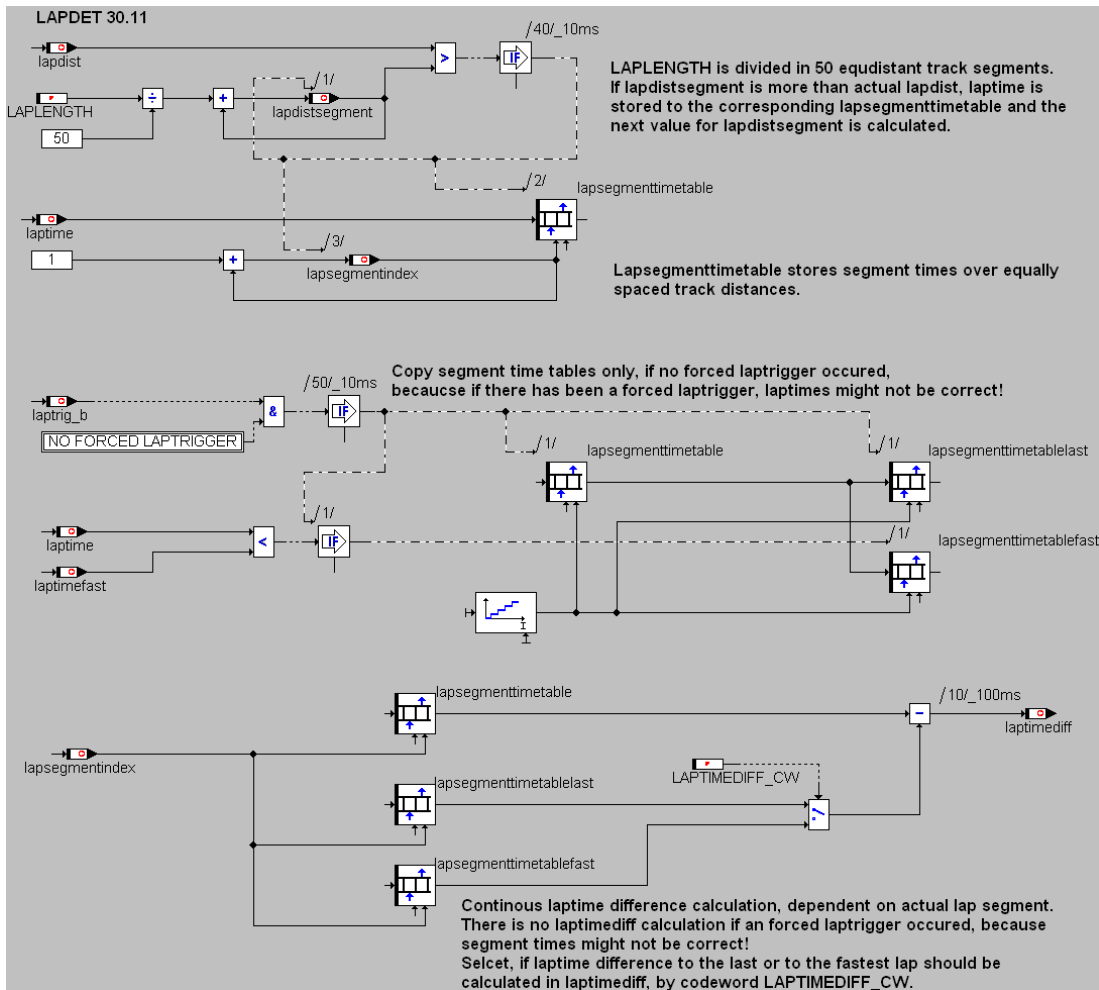 LAPDET 30.11
/40/_10ms
lapdist
>
IF
LAPLENGTH is divided in 50 equdistant track segments.
If lapdistsegment is more than actual lapdist, laptime is
stored to the corresponding lapsegmenttimetable and the
next value for lapdistsegment is calculated.
/1/
LAPLENGTH
÷
+
lapdistsegment
50
/2/
lapsegmenttimetable
laptime
/3/
1
+
lapsegmentindex
Lapsegmenttimetable stores segment times over equally
spaced track distances.
Copy segment time tables only, if no forced laptrigger occured,
becaucse if there has been a forced laptrigger, laptimes might not be correct!
/50/_10ms
laptrig_b
&
IF
NO FORCED LAPTRIGGER
/1/
lapsegmenttimetable
/1/
lapsegmenttimetablelast
/1/
laptime
<
IF
/1/
lapsegmenttimetablefast
laptimefast
I
lapsegmenttimetable
/10/_100ms
-
laptimediff
lapsegmentindex
LAPTIMEDIFF_CW
lapsegmenttimetablelast
lapsegmenttimetablefast
Continous laptime difference calculation, dependent on actual lap segment.
There is no laptimediff calculation if an forced laptrigger occured, because
segment times might not be correct!
Selcet, if laptime difference to the last or to the fastest lap should be
calculated in laptimediff, by codeword LAPTIMEDIFF_CW.